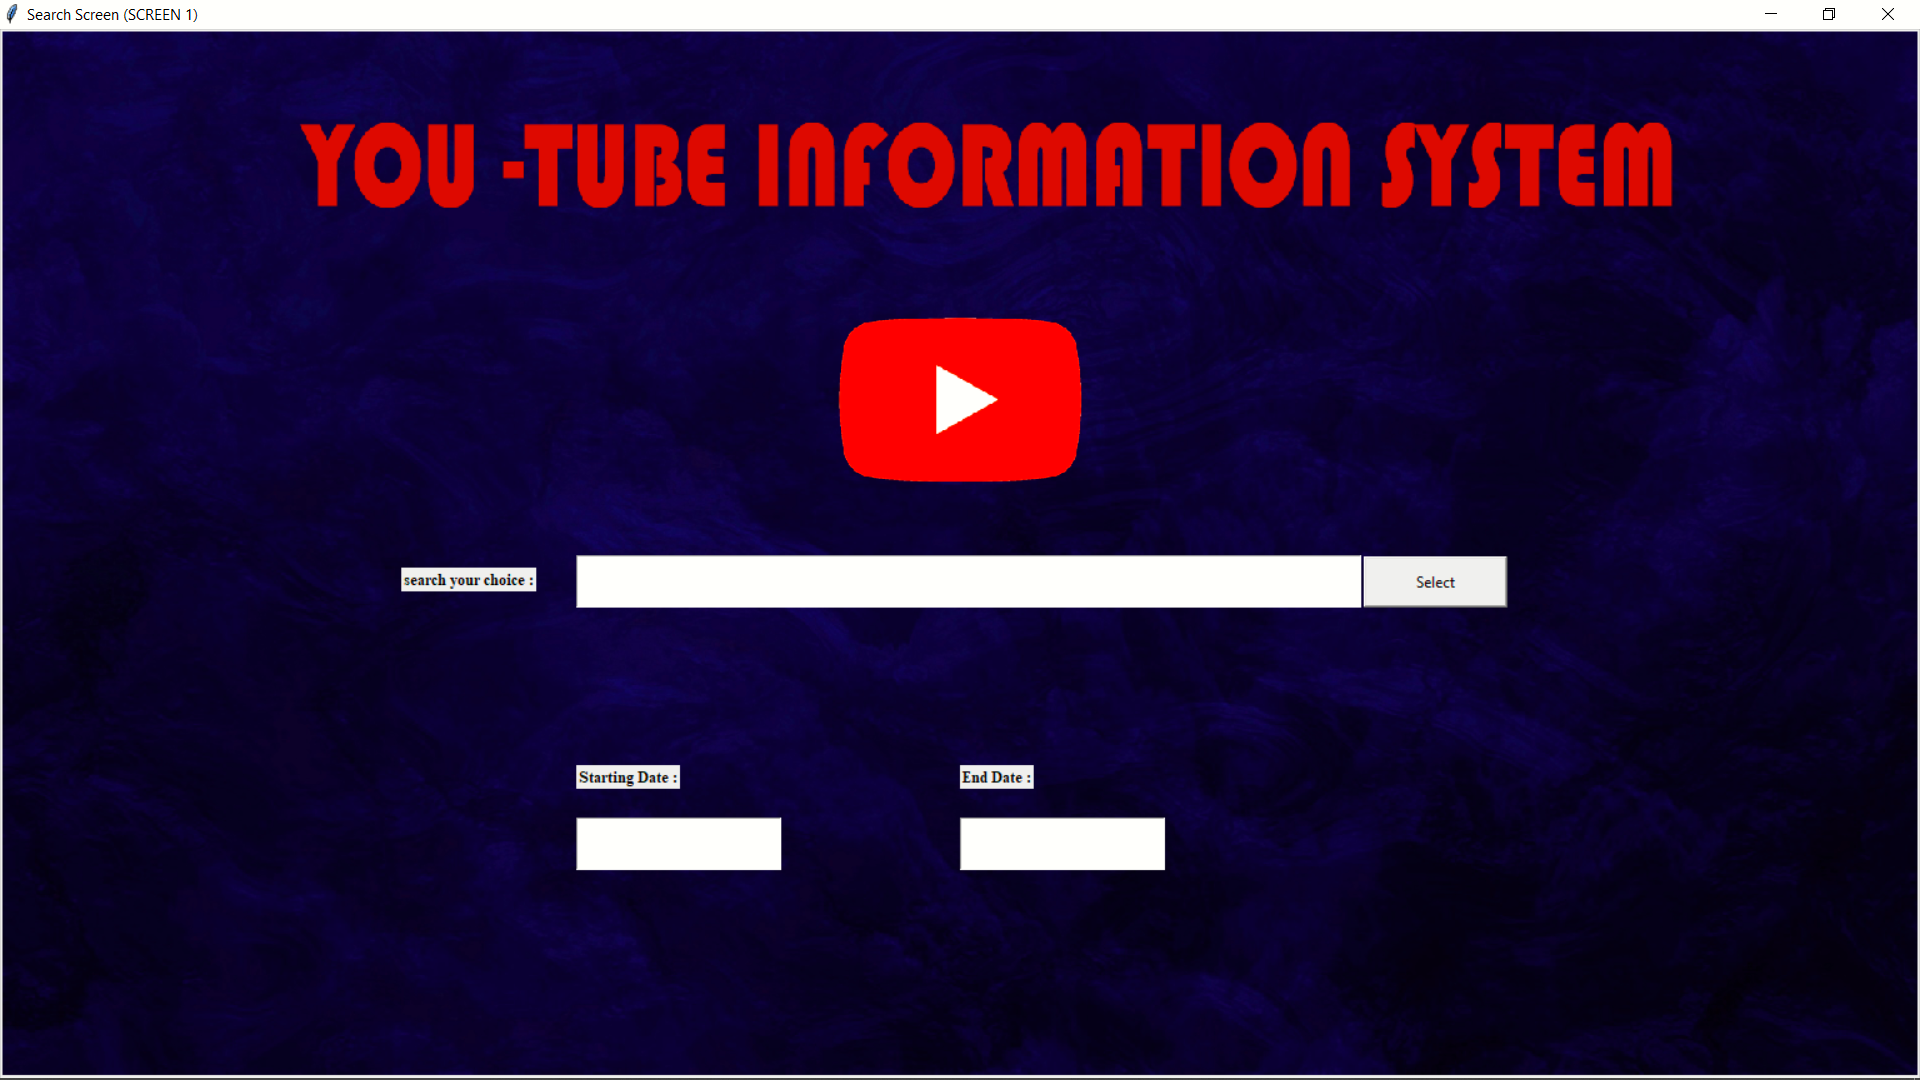 Search Screen (SCREEN 1)
YOU -TUBE INFORMATION SYSTEM
search your choice :
Select
Starting Date :
End Date :